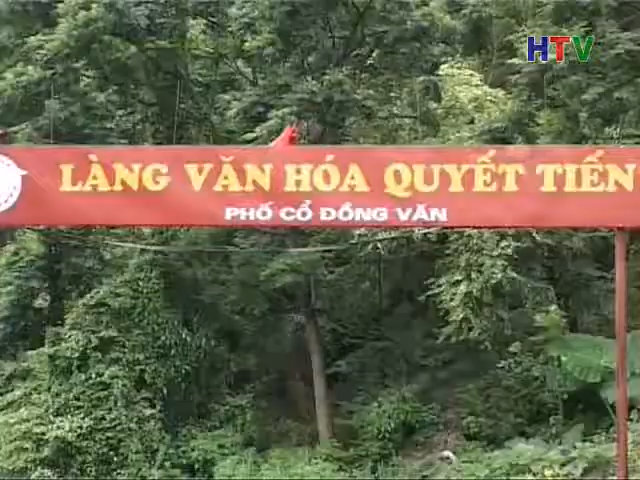 HTV
LÀNG VĂN HÓA QUYẾT TIẾN
PHỐ CỔ ĐỒNG VĂN